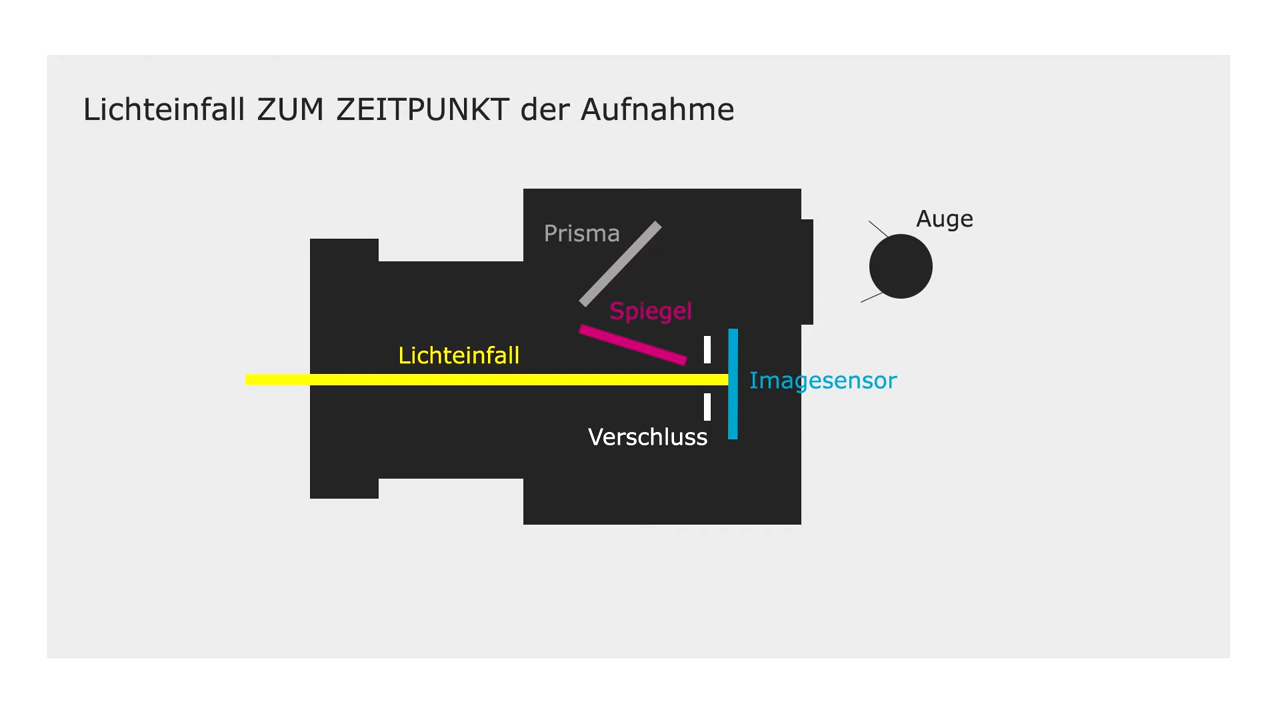 Lichteinfall ZUM ZEITPUNKT der Aufnahme
Auge
Prisma
Spiegel
Lichteinfall
Imagesensor
Verschluss